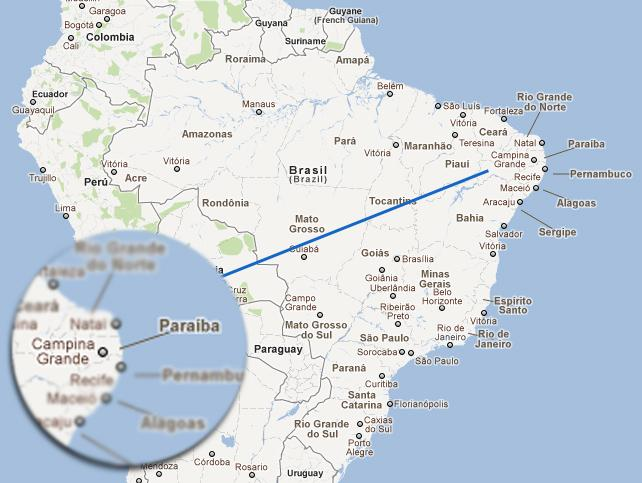 Garagoa
Bogotá
Cali
Colombia
Guyana
Guyane
(French Guiana)
Suriname
Roraima
Amapá
Ecuador
Guayaquil
Manaus
Belém
São Luís
Vitória
Fortaleza
Rio Grande
do Norte
Amazonas
Pará
Vitória
Maranhão
Teresina
Ceará
Natal
Paraíba
Piauí
Campina
Grande
Recife
Pernambuco
Trujillo
Perú
Vitória
Acre
Vitória
Brasil
(Brazil)
Maceió
Alagoas
Lima
Rondônia
Tocantins
Aracaju
Sergipe
Mato
Grosso
Bahia
Salvador
Cuiabá
Goiás
Brasília
Vitória
Goiânia
Uberlândia
Minas
Gerais
Belo
Horizonte
Espírito
Santo
Vitória
Campo
Grande
Ribeirão
Preto
Mato Grosso
do Sul
São Paulo
Rio de
Janeiro
Rio de
Janeiro
Sorocaba
São Paulo
Paraguay
Paraná
Curitiba
Santa
Catarina
Florianópolis
Rio Grande
do Sul
Caxias
do Sul
Porto
Alegre
Uruguay
Mendoza
Córdoba
Rosario
Rio Grande
do Norte
Natal
Paraíba
Campina
Grande
Recife
Pernambu
Maceió
Alagoas